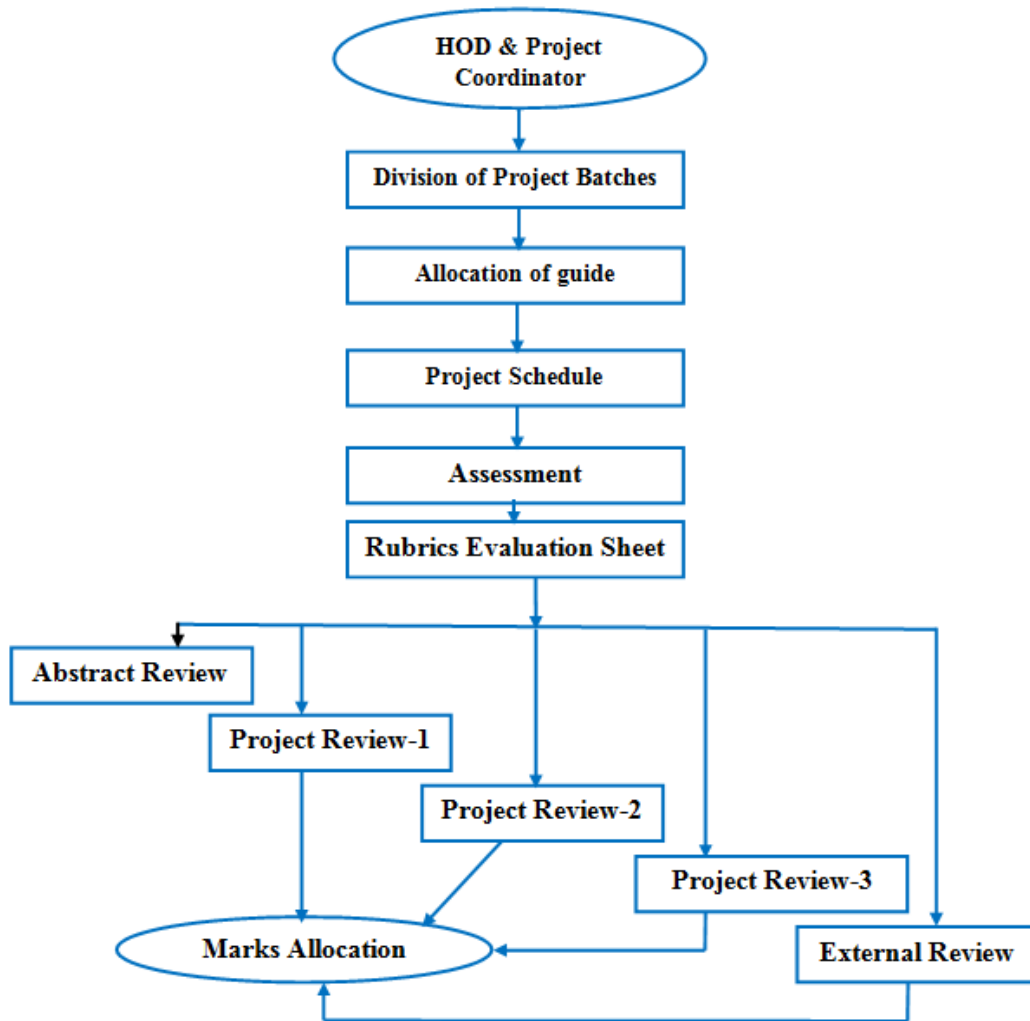 HOD & Project
Coordinator
Division of Project Batches
Allocation of guide
Project Schedule
Assessment
Rubrics Evaluation Sheet
Abstract Review
Project Review-1
Project Review-2
Project Review-3
Marks Allocation
External Review